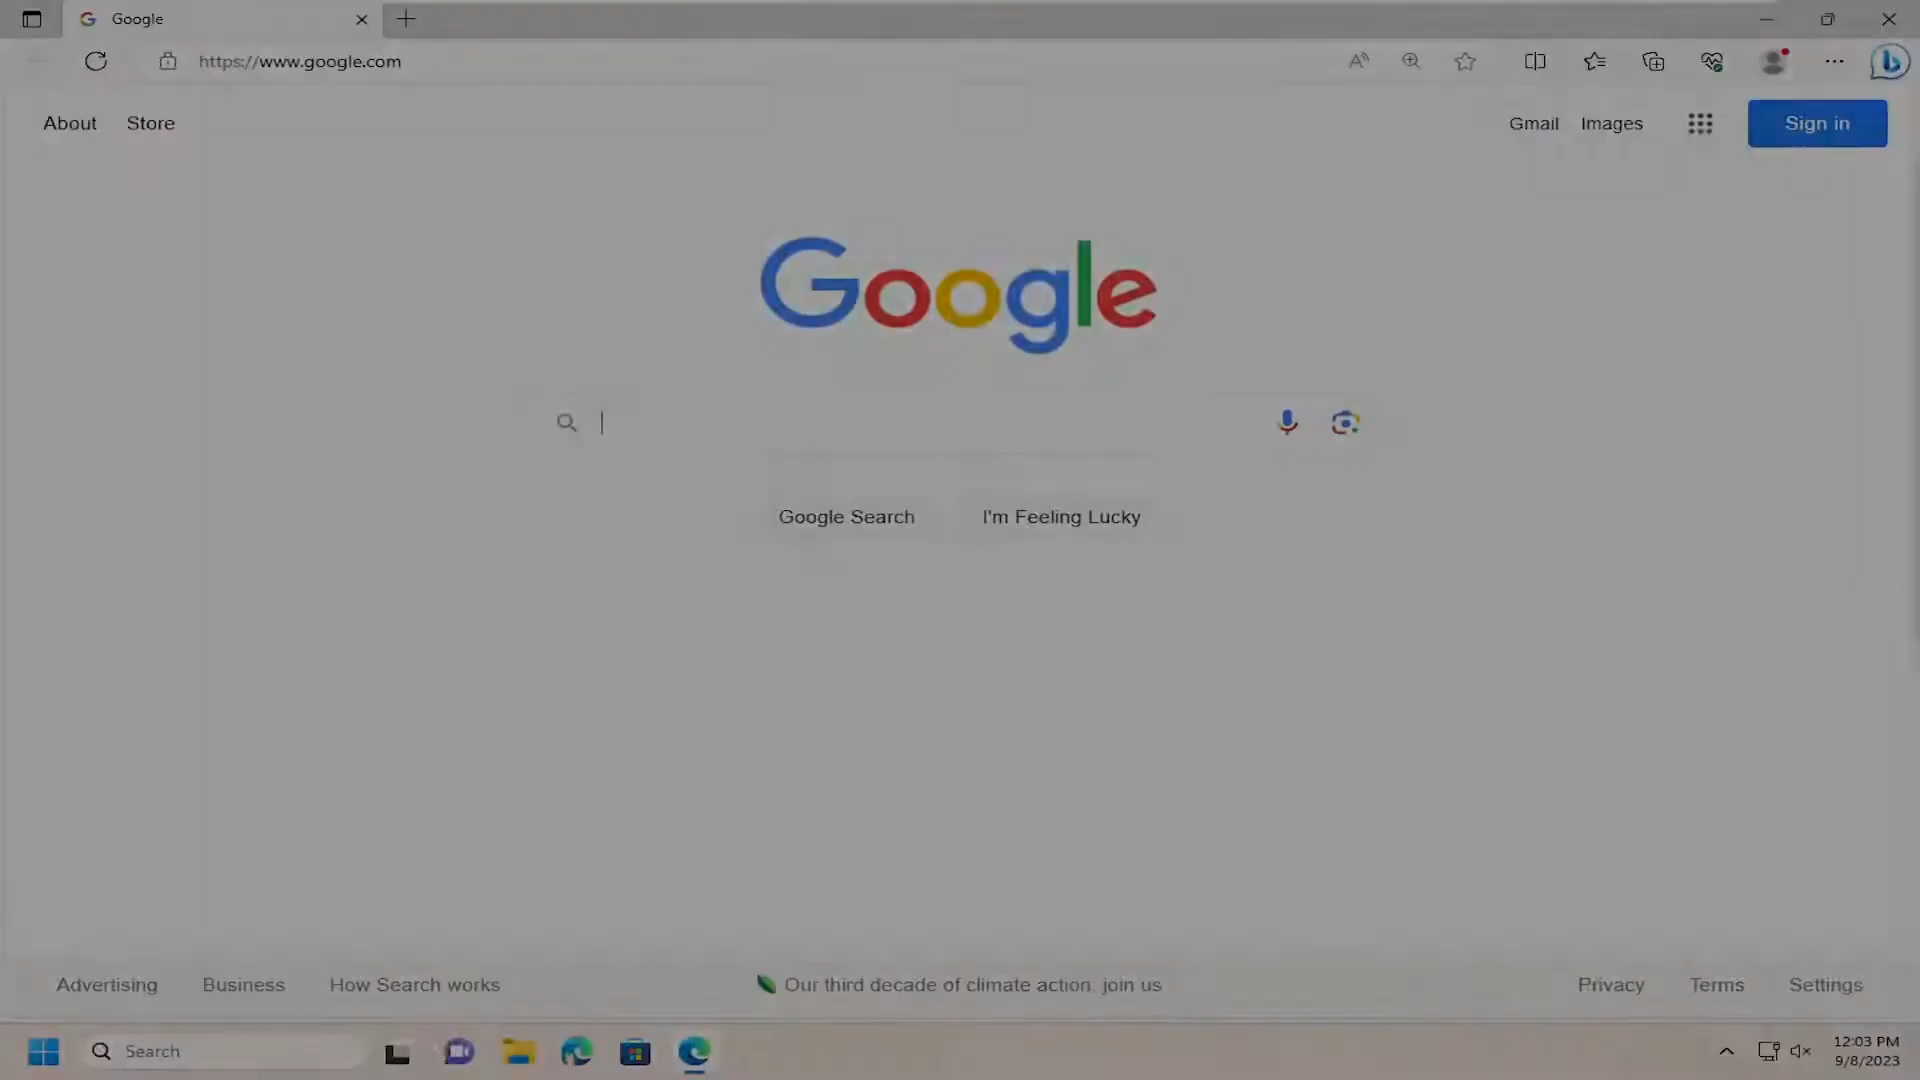 Google
https://www.google.com
About Store Gmail Images Sign in
Google
Google Search I'm Feeling Lucky
Advertising Business How Search works Our third decade of climate action: join us Privacy Terms Settings
Search 12:03 PM
9/8/2023